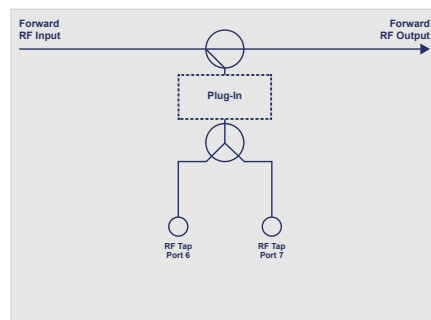 Forward
RF Input
Forward
RF Output
Plug-In
RF Tap
Port 6
RF Tap
Port 7